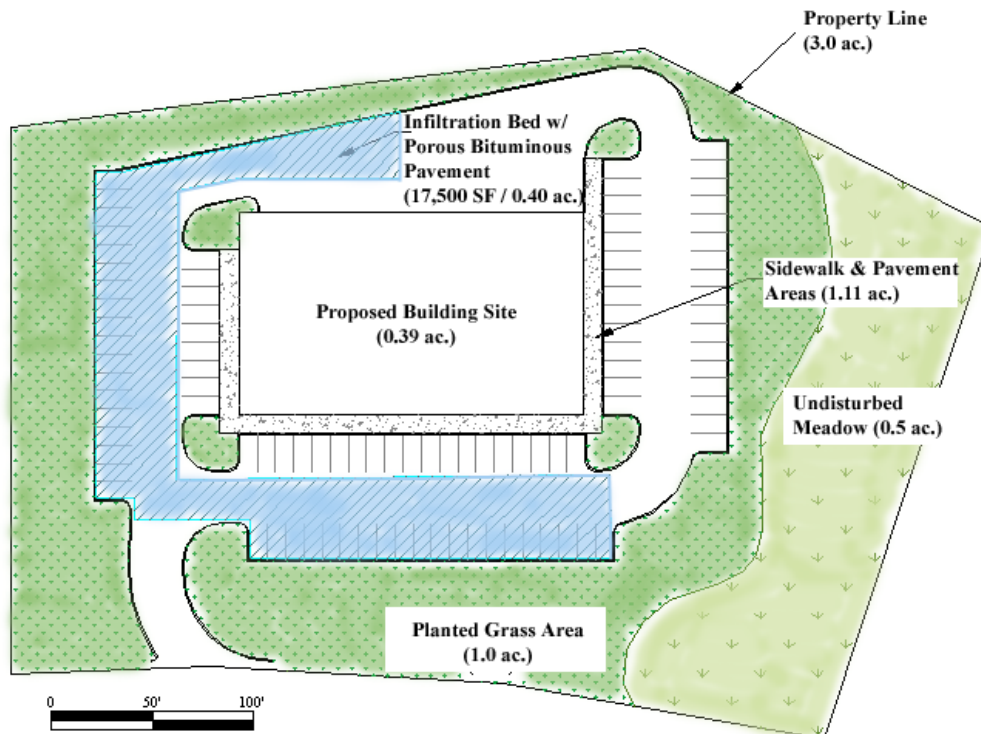 Property Line
(3.0 ac.)
Infiltration Bed w/
Porous Bituminous
Pavement
(17,500 SF / 0.40 ac.)
Sidewalk & Pavement
Areas (1.11 ac.)
Proposed Building Site
(0.39 ac.)
Undisturbed
Meadow (0.5 ac.)
Planted Grass Area
(1.0 ac.)
0 50' 100'